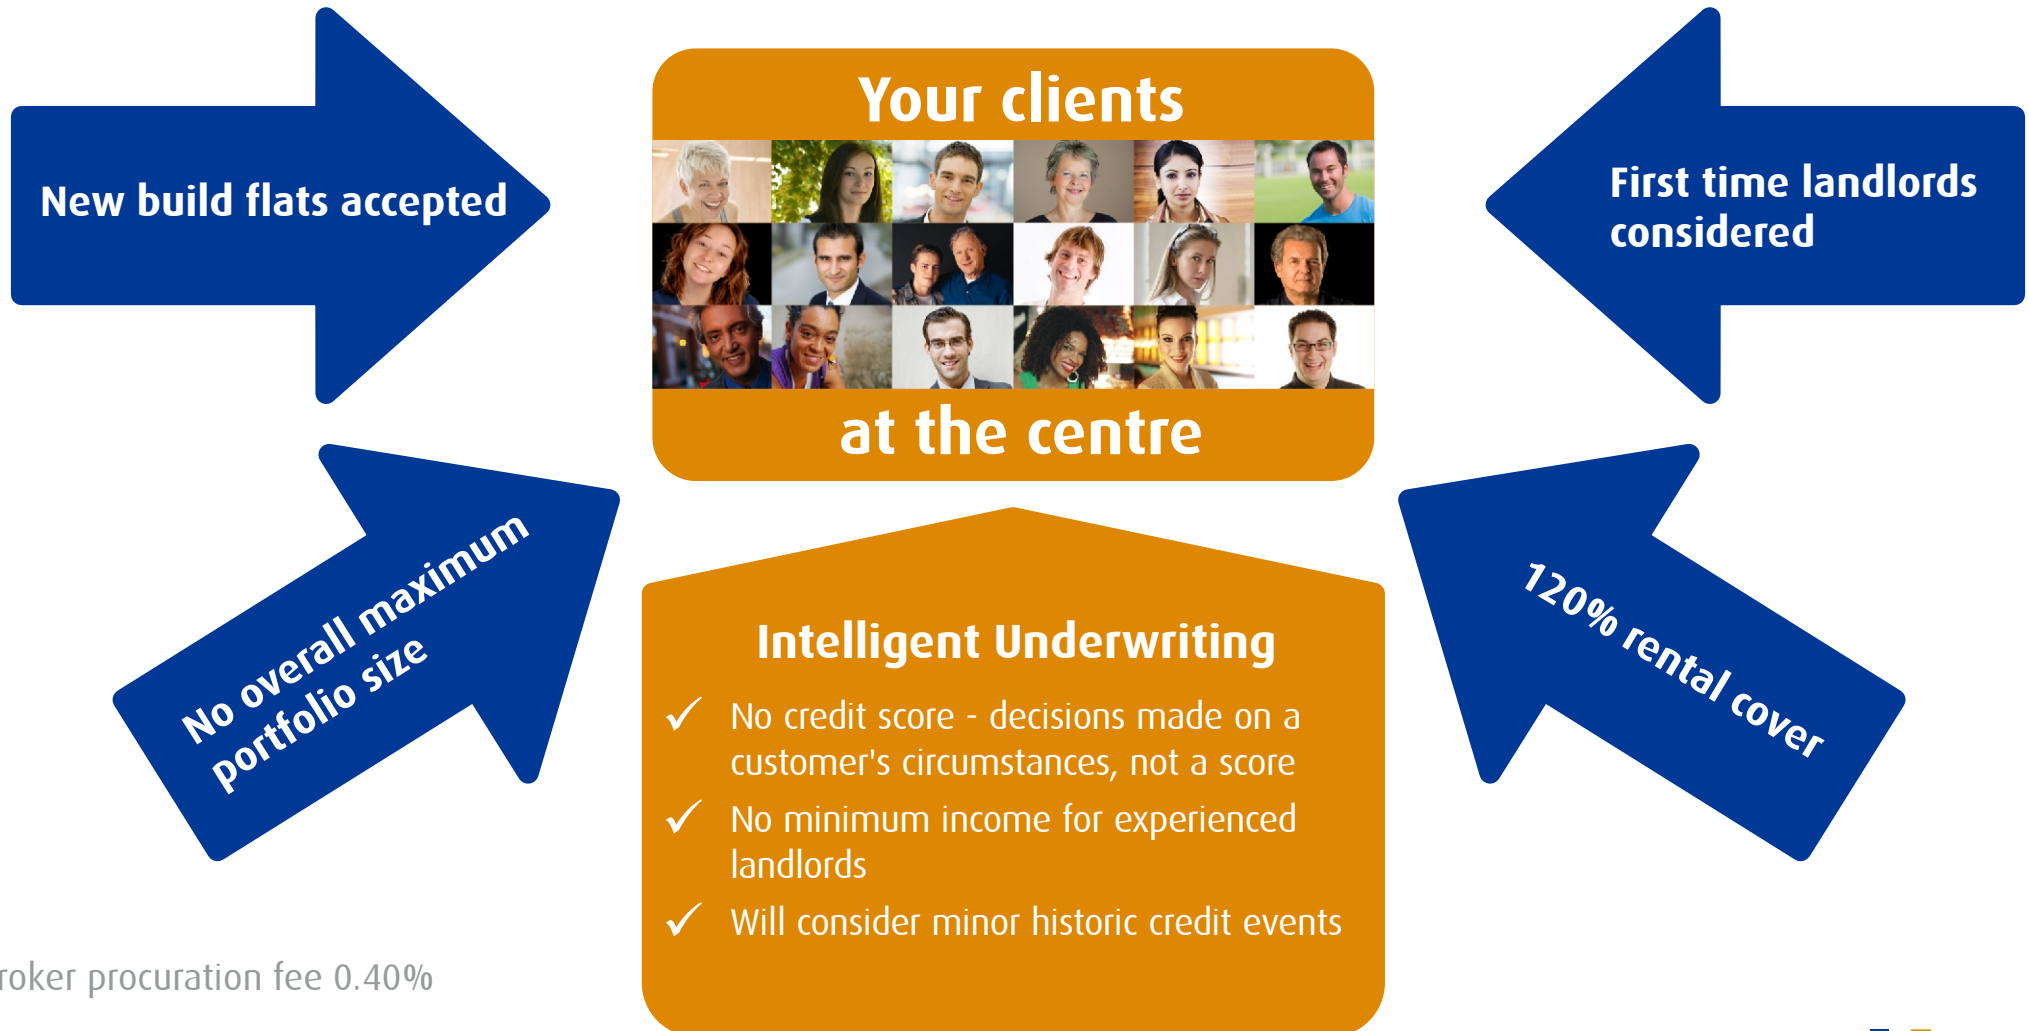 Your clients
at the centre
New build flats accepted
First time landlords
considered
No overall maximum
portfolio size
120% rental cover
Intelligent Underwriting
✓ No credit score - decisions made on a
customer's circumstances, not a score
✓ No minimum income for experienced
landlords
✓ Will consider minor historic credit events
roker procuration fee 0.40%